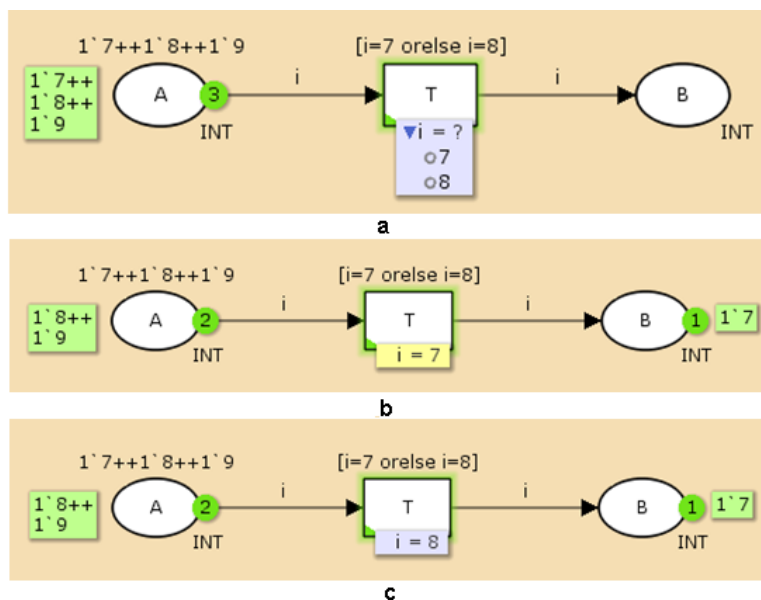 1`7++1`8++1`9
[i=7 orelse i=8]
1`7++
1`8++
1`9
A
3
i
T
i
B
INT
INT
i = ?
7
8
a
1`7++1`8++1`9
[i=7 orelse i=8]
1`8++
1`9
A
2
i
T
i
B
1
1`7
INT
i = 7
INT
b
1`7++1`8++1`9
[i=7 orelse i=8]
1`8++
1`9
A
2
i
T
i
B
1
1`7
INT
i = 8
INT
c